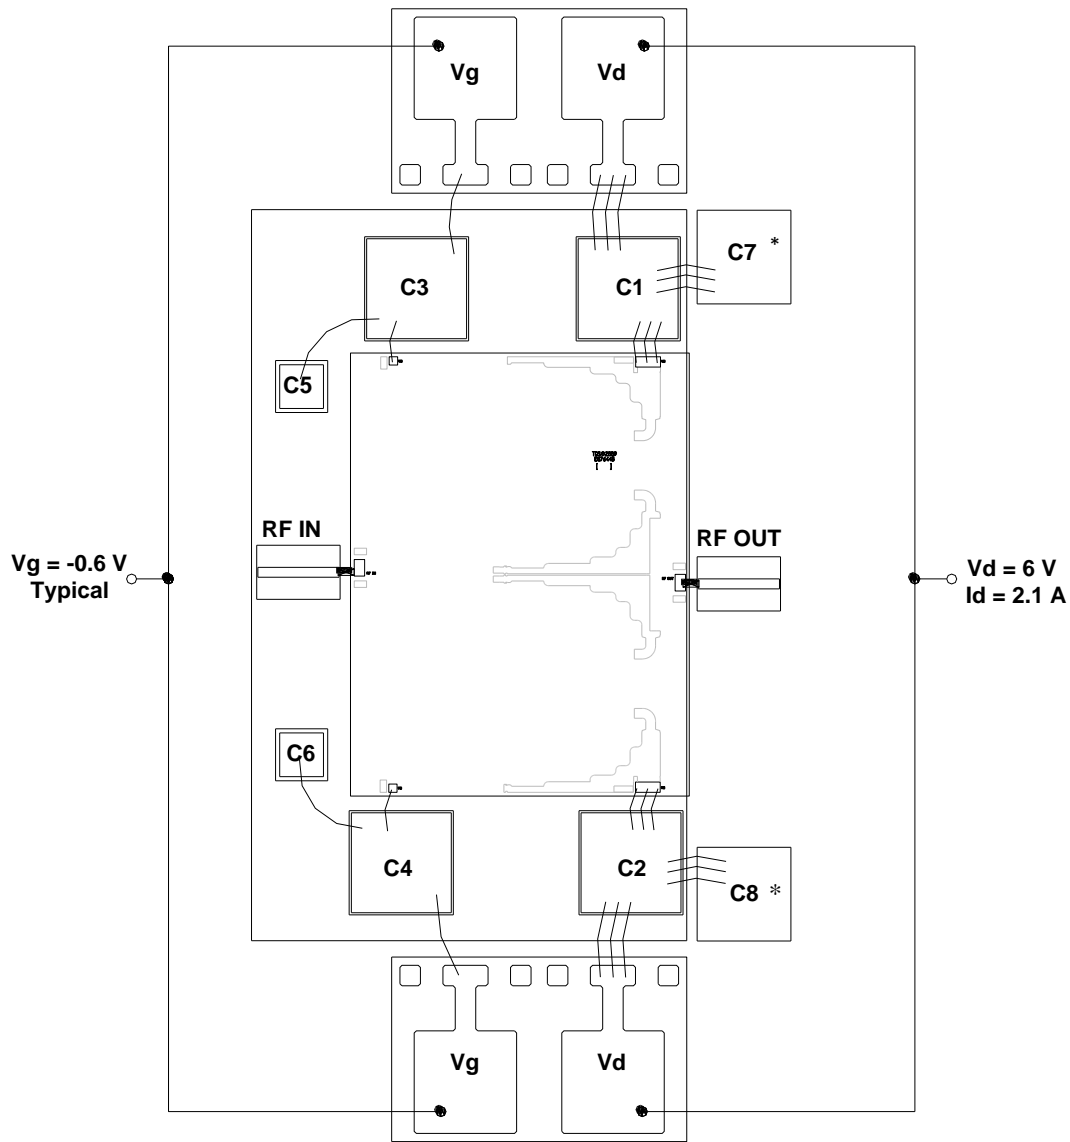 Vg
Vd
C7 *
C3
C1
C5
RF IN
RF OUT
Vg = -0.6 V
Typical
Vd = 6 V
Id = 2.1 A
C6
C4
C2
C8 *
Vg
Vd